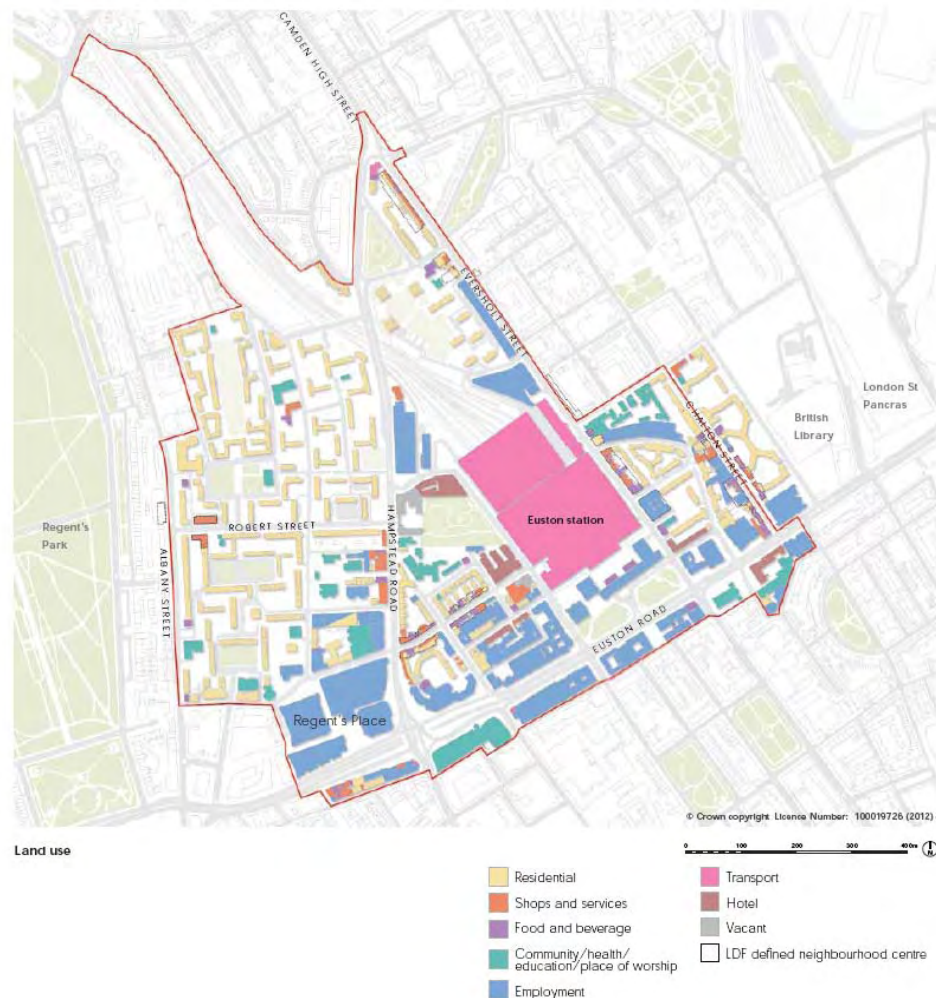 CAMDEN HIGH STREET
EVERSHOLT STREET
CHALTON STREET
London St
Pancras
British
Library
Euston station
Regent's
Park
ROBERT STREET
HAMPSTEAD ROAD
ALBANY STREET
EUSTON ROAD
Regent's Place
© Crown copyright Licence Number: 100019726 (2012)
Land use
0 100 200 300 400m
N
Residential
Shops and services
Food and beverage
Community/health/
education/place of worship
Employment
Transport
Hotel
Vacant
LDF defined neighbourhood centre